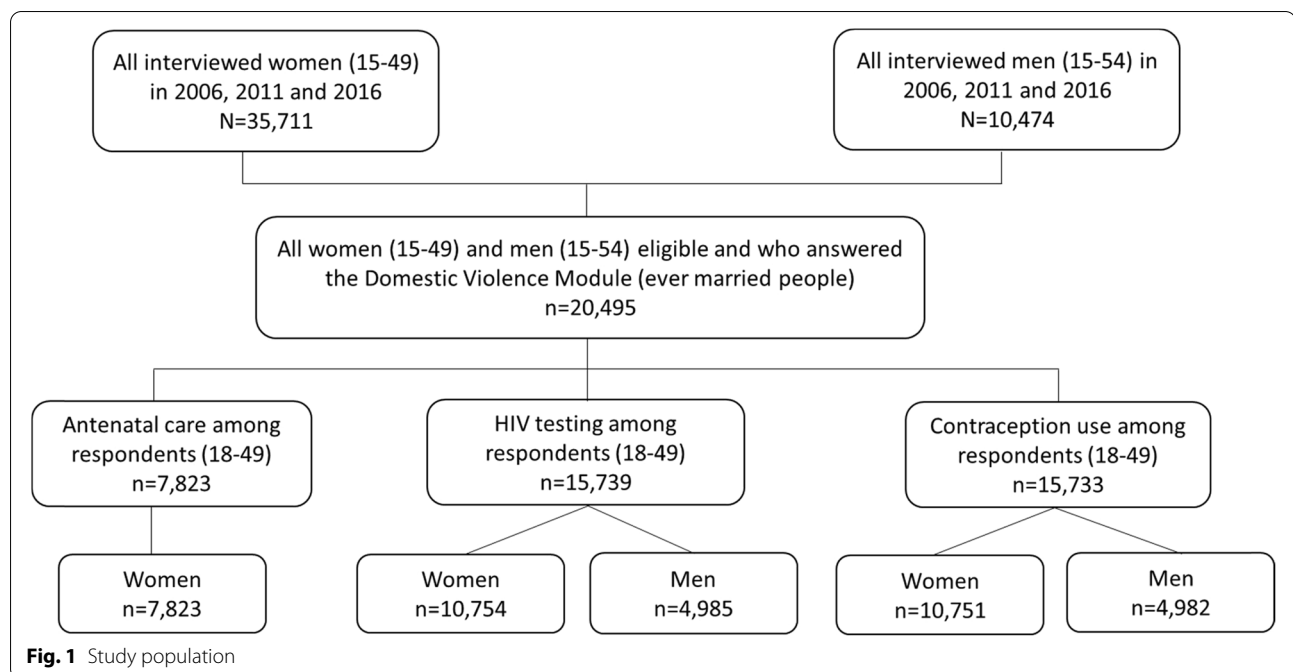 All interviewed women (15-49)
in 2006, 2011 and 2016
N=35,711
All interviewed men (15-54) in
2006, 2011 and 2016
N=10,474
All women (15-49) and men (15-54) eligible and who answered
the Domestic Violence Module (ever married people)
n=20,495
Antenatal care among
respondents (18-49)
n=7,823
HIV testing among
respondents (18-49)
n=15,739
Contraception use among
respondents (18-49)
n=15,733
Women
n=7,823
Women
n=10,754
Men
n=4,985
Women
n=10,751
Men
n=4,982
Fig. 1 Study population